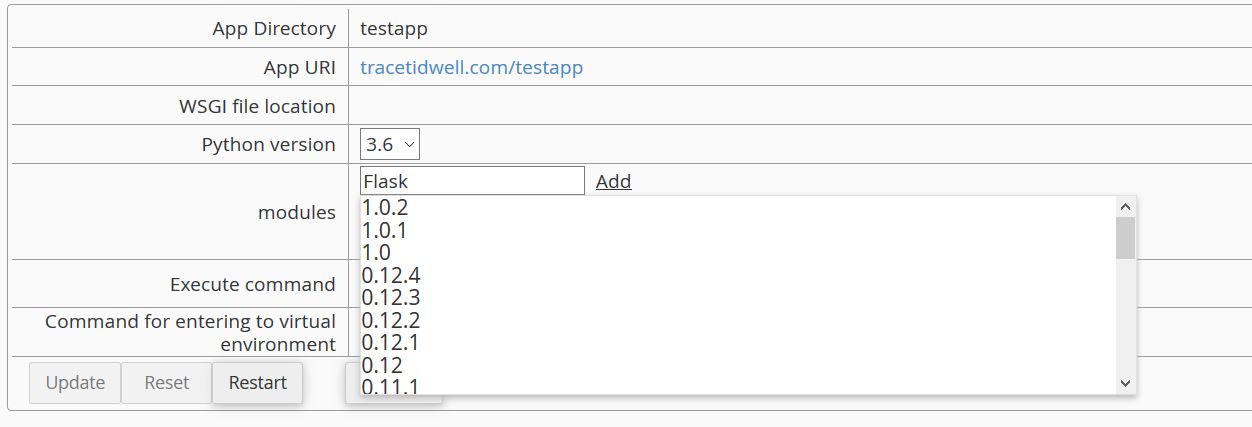 App Directory testapp
App URI tracetidwell.com/testapp
WSGI file location
Python version 3.6
Flask Add
modules
1.0.2
1.0.1
1.0
0.12.4
0.12.3
0.12.2
0.12.1
0.12
0.11.1
Execute command
Command for entering to virtual
environment
Update Reset Restart